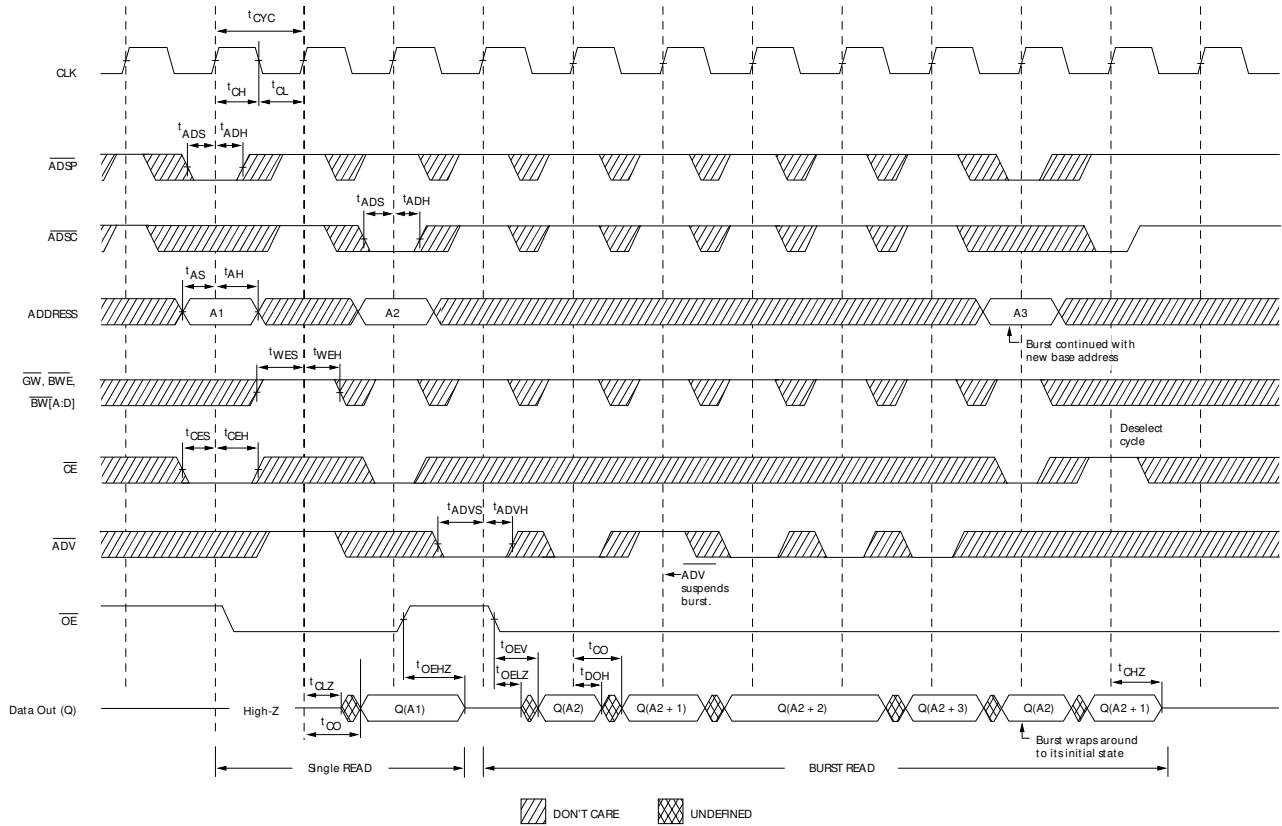 tCYC
CLK
tCH
tCL
tADS
tADH
ADSP
tADS
tADH
ADSC
tAS
tAH
ADDRESS
A1
A2
A3
Burst continued with
new base address
tWES
tWEH
GW, BWE,
BW[A:D]
Deselect
cycle
tCES
tCEH
CE
tADVS
tADVH
ADV
ADV
suspends
burst.
OE
tOEHZ
tOEV
tCO
tOELZ
tDOH
tCHZ
tCLZ
Data Out (Q)
High-Z
Q(A1)
Q(A2)
Q(A2 + 1)
Q(A2 + 2)
Q(A2 + 3)
Q(A2)
Q(A2 + 1)
tCO
Burst wraps around
to its initial state
Single READ
BURST READ
DON'T CARE
UNDEFINED